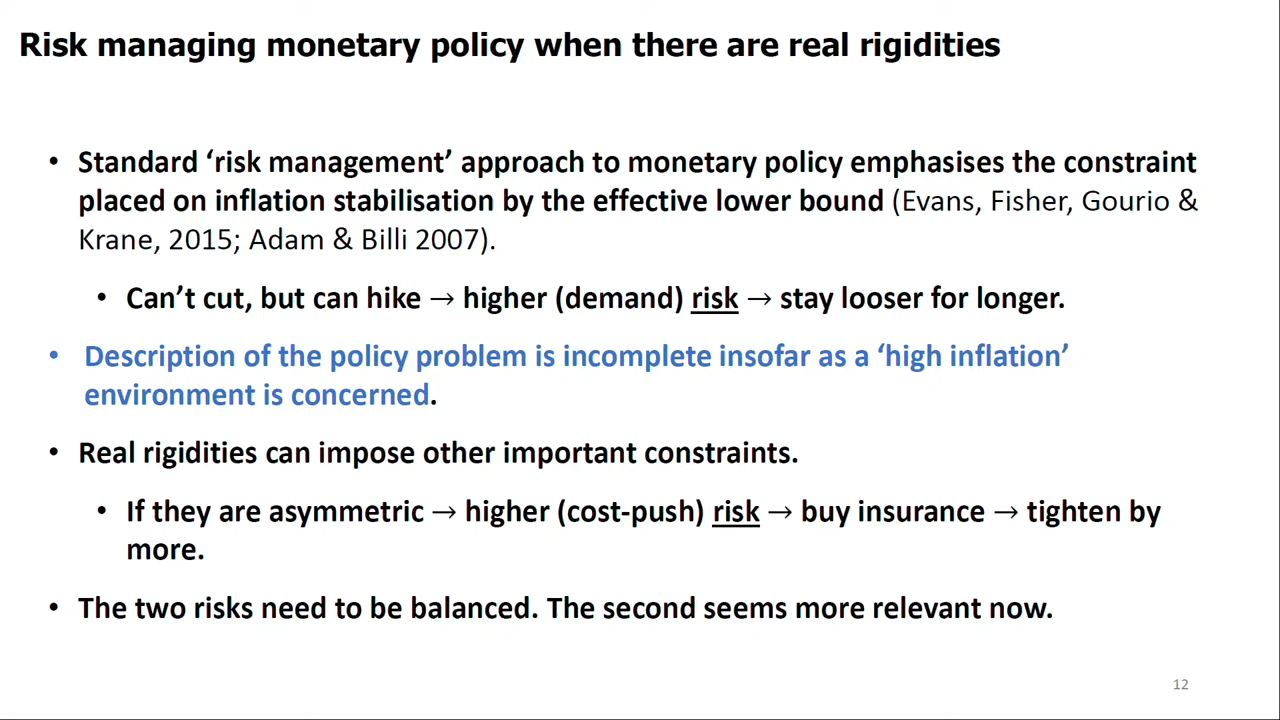 Risk managing monetary policy when there are real rigidities
• Standard ‘risk management’ approach to monetary policy emphasises the constraint
placed on inflation stabilisation by the effective lower bound (Evans, Fisher, Gourio &
Krane, 2015; Adam & Billi 2007).
• Can’t cut, but can hike → higher (demand) risk → stay looser for longer.
• Description of the policy problem is incomplete insofar as a ‘high inflation’
environment is concerned.
• Real rigidities can impose other important constraints.
• If they are asymmetric → higher (cost-push) risk → buy insurance → tighten by
more.
• The two risks need to be balanced. The second seems more relevant now.
12